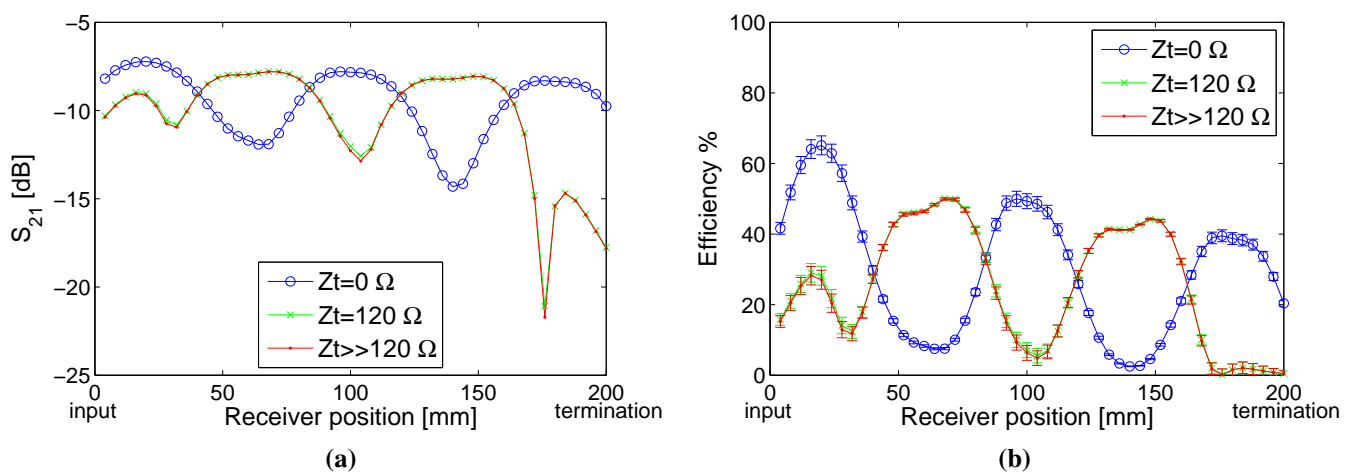 −5
−10
−15
−20
−25
S21 [dB]
Zt=0 Ω
Zt=120 Ω
Zt>>120 Ω
0 50 100 150 200
input Receiver position [mm] termination
(a)
100
80
60
40
20
0
Efficiency %
Zt=0 Ω
Zt=120 Ω
Zt>>120 Ω
0 50 100 150 200
input Receiver position [mm] termination
(b)